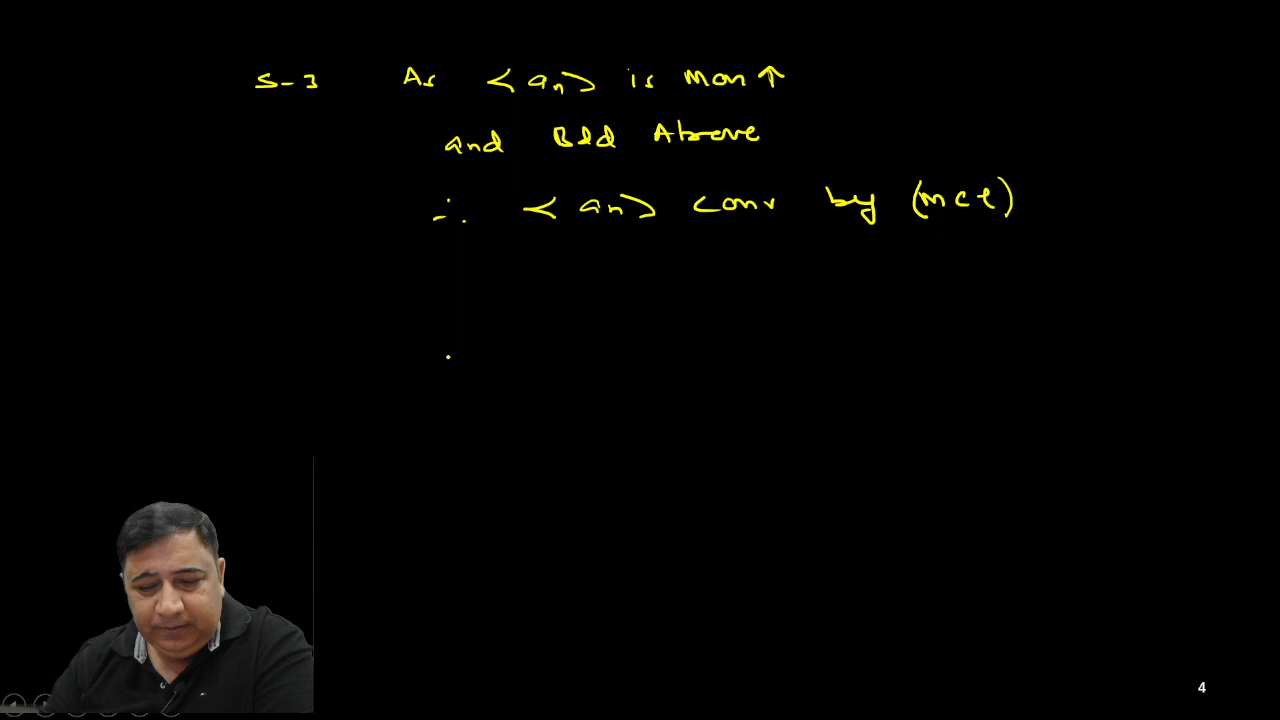 S-3 As <an> is Mon ↑
and Bdd Above
∴ <an> conv by (MCT)
4